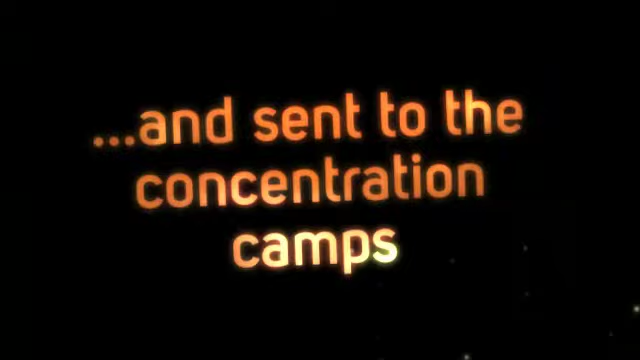 ...and sent to the
concentration
camps